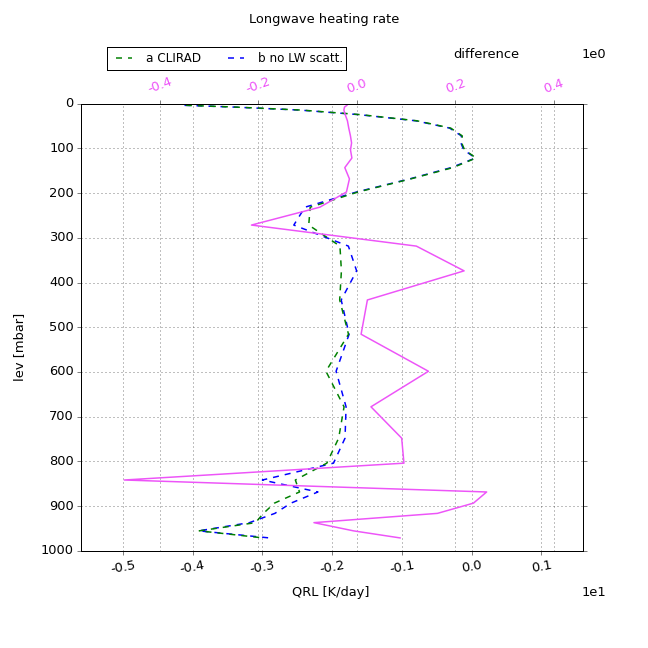 Longwave heating rate
a CLIRAD b no LW scatt.
difference 1e0
-0.4 -0.2 0.0 0.2 0.4
0
100
200
300
400
500
600
700
800
900
1000
lev [mbar]
-0.5 -0.4 -0.3 -0.2 -0.1 0.0 0.1
QRL [K/day] 1e1